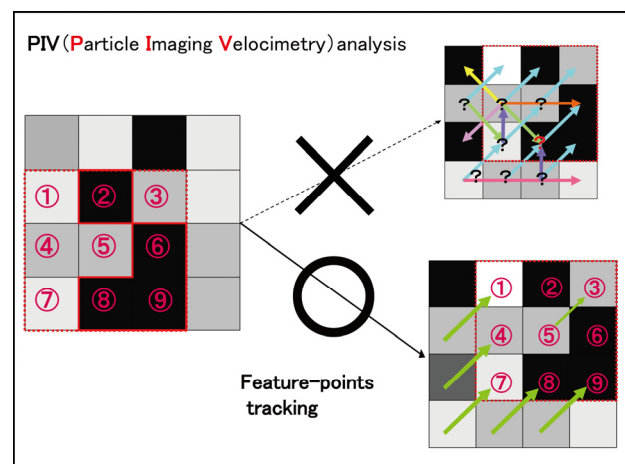 PIV(Particle Imaging Velocimetry)analysis
? ? ?
? ?
? ? ?
① ② ③
④ ⑤ ⑥
⑦ ⑧ ⑨
① ② ③
④ ⑤ ⑥
⑦ ⑧ ⑨
Feature-points
tracking